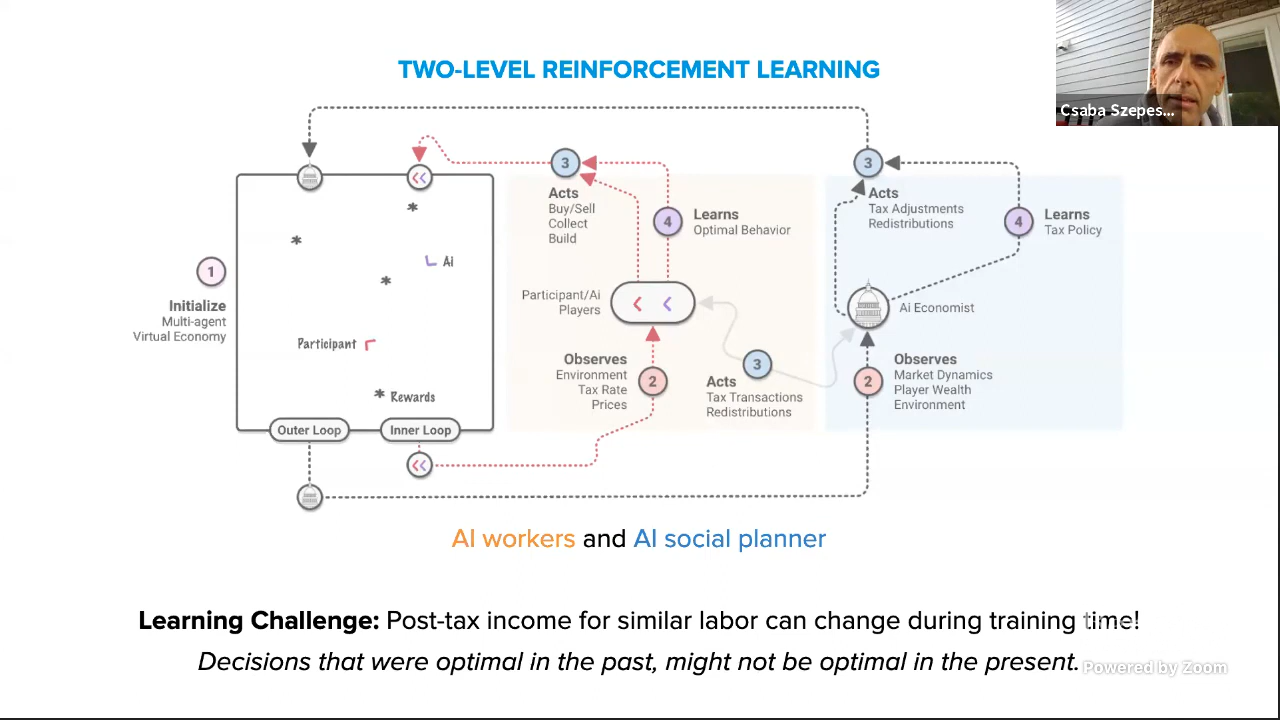 TWO-LEVEL REINFORCEMENT LEARNING
Csaba Szepes...
1
Initialize
Multi-agent
Virtual Economy
Ai
Participant
* Rewards
Outer Loop
Inner Loop
3
Acts
Buy/Sell
Collect
Build
4
Learns
Optimal Behavior
Participant/Ai
Players
Observes
Environment
Tax Rate
Prices
2
3
Acts
Tax Transactions
Redistributions
3
Acts
Tax Adjustments
Redistributions
4
Learns
Tax Policy
Ai Economist
2
Observes
Market Dynamics
Player Wealth
Environment
AI workers and AI social planner
Learning Challenge: Post-tax income for similar labor can change during training time!
Decisions that were optimal in the past, might not be optimal in the present.
Powered by Zoom